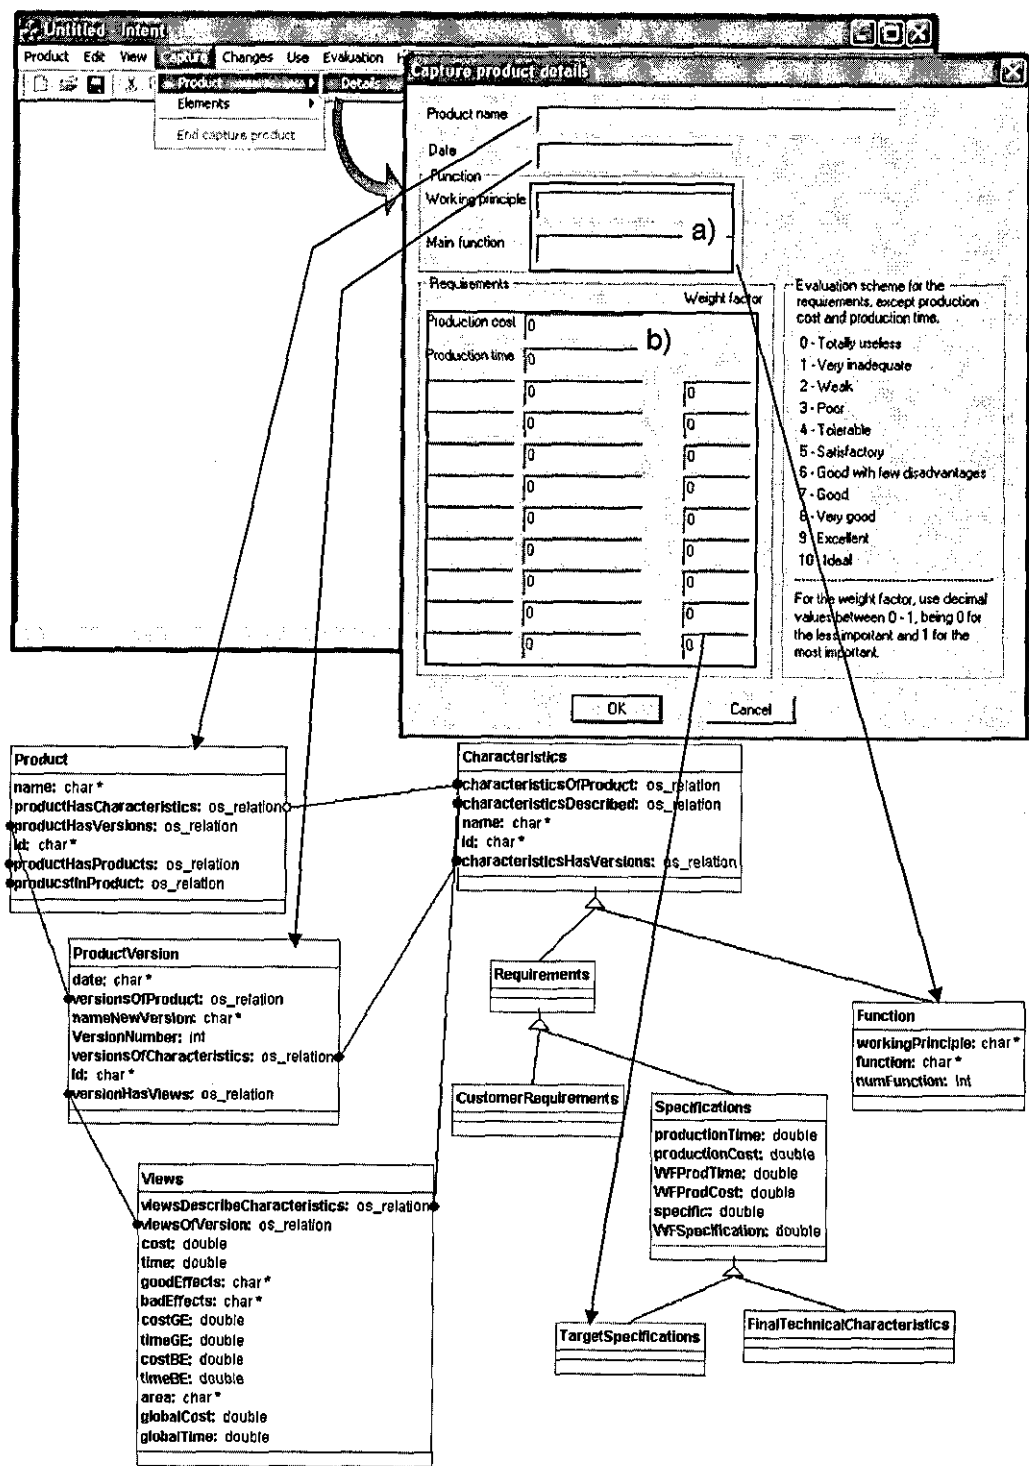 Untitled - Intent
Product Edit View Capture Changes Use Evaluation H
Product
Details
Elements
End capture product
Capture product details
Product name
Date
Function
Working principle
Main function
a)
Requirements
Weight factor
Production cost 0
b)
Production time 0
0 0
0 0
0 0
0 0
0 0
0 0
0 0
0 0
0 0
Evaluation scheme for the
requirements, except production
cost and production time.
0 - Totally useless
1 - Very inadequate
2 - Weak
3 - Poor
4 - Tolerable
5 - Satisfactory
6 - Good with few disadvantages
7 - Good
8 - Very good
9 - Excellent
10 - Ideal
For the weight factor, use decimal
values between 0 - 1, being 0 for
the less important and 1 for the
most important.
OK Cancel
Product
name: char*
productHasCharacteristics: os_relation
productHasVersions: os_relation
id: char*
productHasProducts: os_relation
producstInProduct: os_relation
Characteristics
characteristicsOfProduct: os_relation
characteristicsDescribed: os_relation
name: char*
id: char*
characteristicsHasVersions: os_relation
ProductVersion
date: char*
versionsOfProduct: os_relation
nameNewVersion: char*
VersionNumber: int
versionsOfCharacteristics: os_relation
id: char*
versionHasViews: os_relation
Requirements
Function
workingPrinciple: char*
function: char*
numFunction: int
CustomerRequirements
Specifications
productionTime: double
productionCost: double
WFProdTime: double
WFProdCost: double
specific: double
WFSpecification: double
Views
viewsDescribeCharacteristics: os_relation
viewsOfVersion: os_relation
cost: double
time: double
goodEffects: char*
badEffects: char*
costGE: double
timeGE: double
costBE: double
timeBE: double
area: char*
globalCost: double
globalTime: double
TargetSpecifications
FinalTechnicalCharacteristics